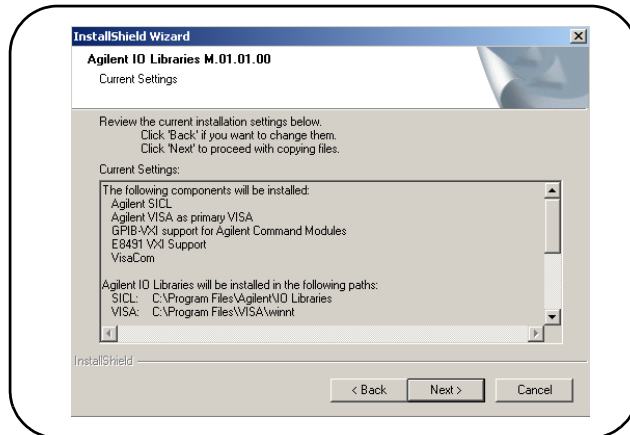 InstallShield Wizard
Agilent IO Libraries M.01.01.00
Current Settings
Review the current installation settings below.
Click 'Back' if you want to change them.
Click 'Next' to proceed with copying files.
Current Settings:
The following components will be installed:
Agilent SICL
Agilent VISA as primary VISA
GPIB-VXI support for Agilent Command Modules
E8491 VXI Support
VisaCom
Agilent IO Libraries will be installed in the following paths:
SICL: C:\Program Files\Agilent\IO Libraries
VISA: C:\Program Files\VISA\winnt
InstallShield
< Back Next > Cancel